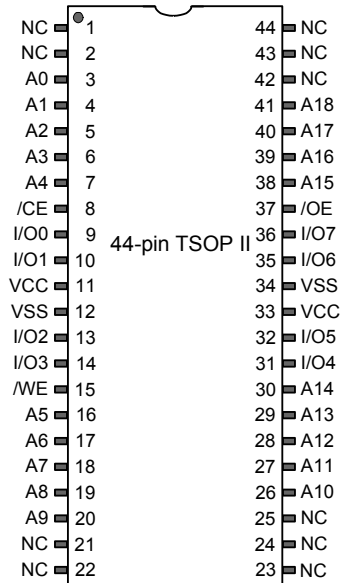 NC 1 44 NC
NC 2 43 NC
A0 3 42 NC
A1 4 41 A18
A2 5 40 A17
A3 6 39 A16
A4 7 38 A15
/CE 8 37 /OE
I/O0 9 44-pin TSOP II 36 I/O7
I/O1 10 35 I/O6
VCC 11 34 VSS
VSS 12 33 VCC
I/O2 13 32 I/O5
I/O3 14 31 I/O4
/WE 15 30 A14
A5 16 29 A13
A6 17 28 A12
A7 18 27 A11
A8 19 26 A10
A9 20 25 NC
NC 21 24 NC
NC 22 23 NC